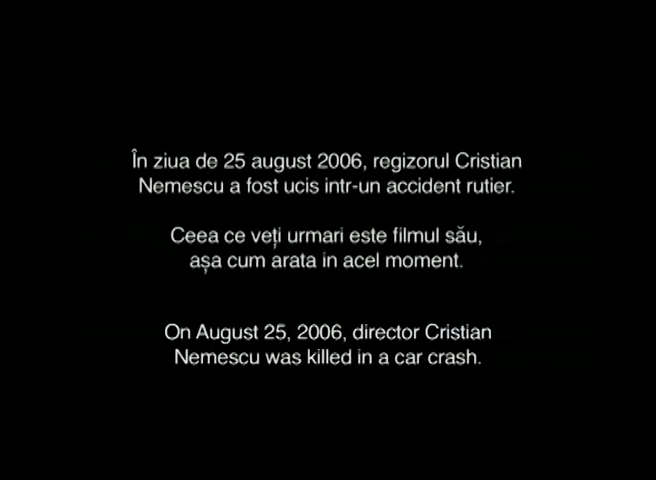 În ziua de 25 august 2006, regizorul Cristian
Nemescu a fost ucis intr-un accident rutier.
Ceea ce veți urmari este filmul său,
așa cum arata in acel moment.
On August 25, 2006, director Cristian
Nemescu was killed in a car crash.